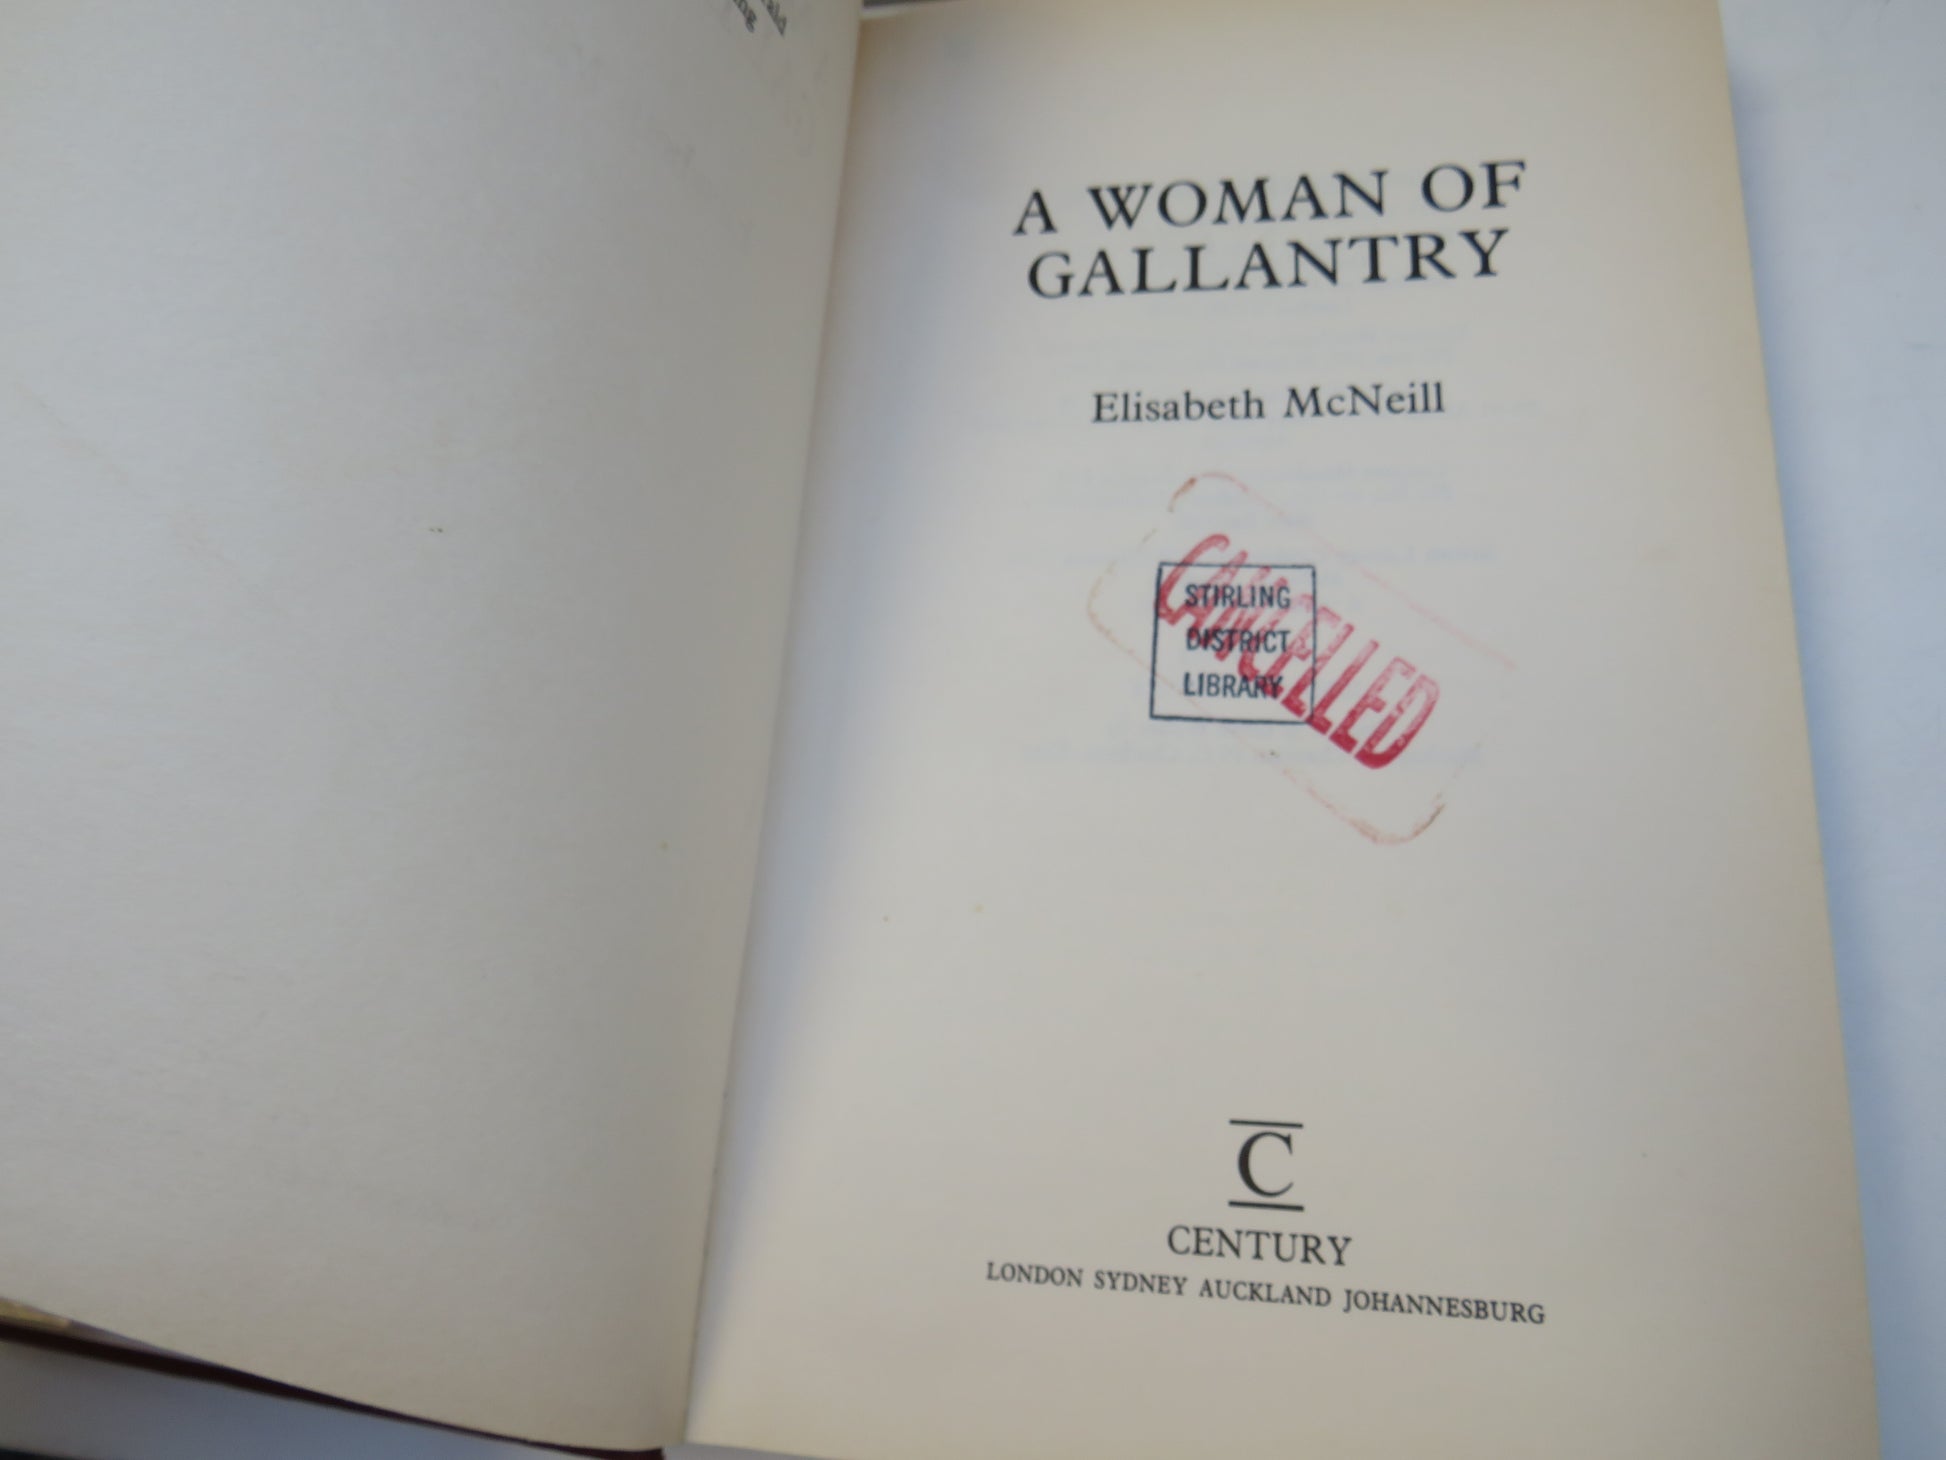 A WOMAN OF
GALLANTRY
Elisabeth McNeill
CANCELLED
STIRLING
DISTRICT
LIBRARY
C
CENTURY
LONDON SYDNEY AUCKLAND JOHANNESBURG